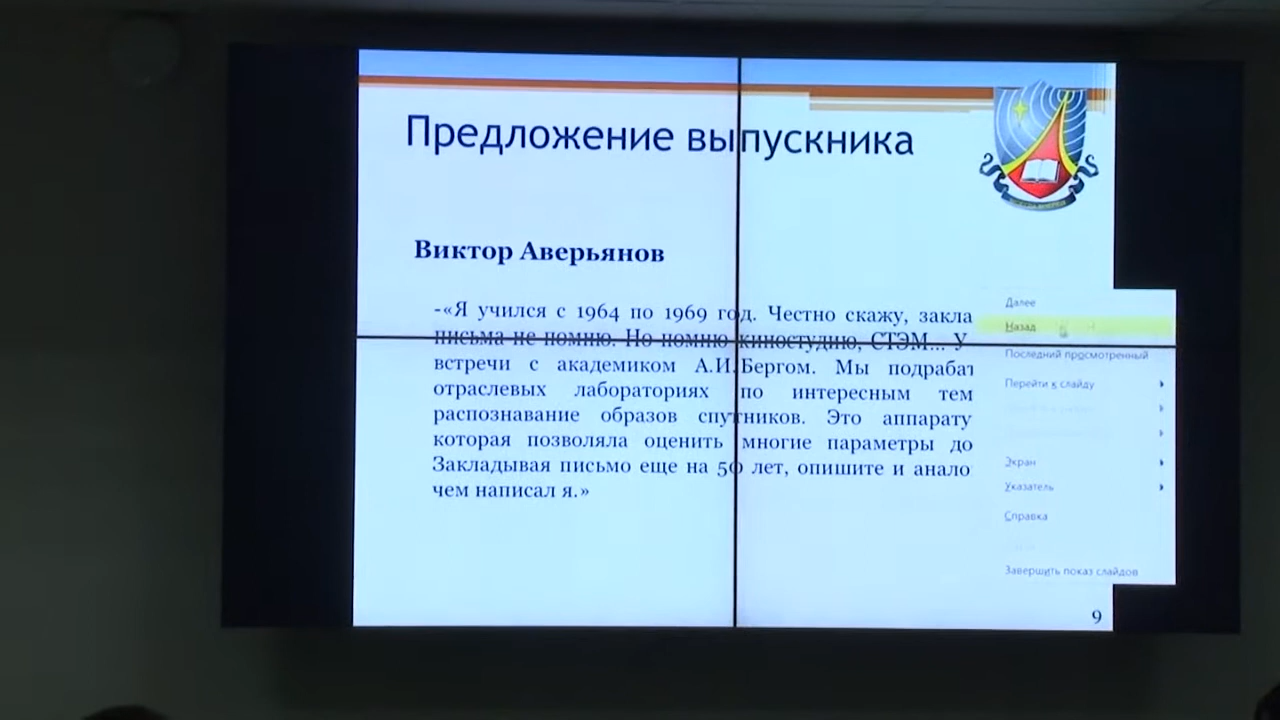 Предложение выпускника
Виктор Аверьянов
-«Я учился с 1964 по 1969 год. Честно скажу, закла
письма не помню. Но помню киностудию, СТЭМ... У
встречи с академиком А.И.Бергом. Мы подрабат
отраслевых лабораториях по интересным тем
распознавание образов спутников. Это аппарату
которая позволяла оценить многие параметры до
Закладывая письмо еще на 50 лет, опишите и анало
чем написал я.»
Далее
Назад
Последний просмотренный
Перейти к слайду
Экран
Указатель
Справка
Завершить показ слайдов
9